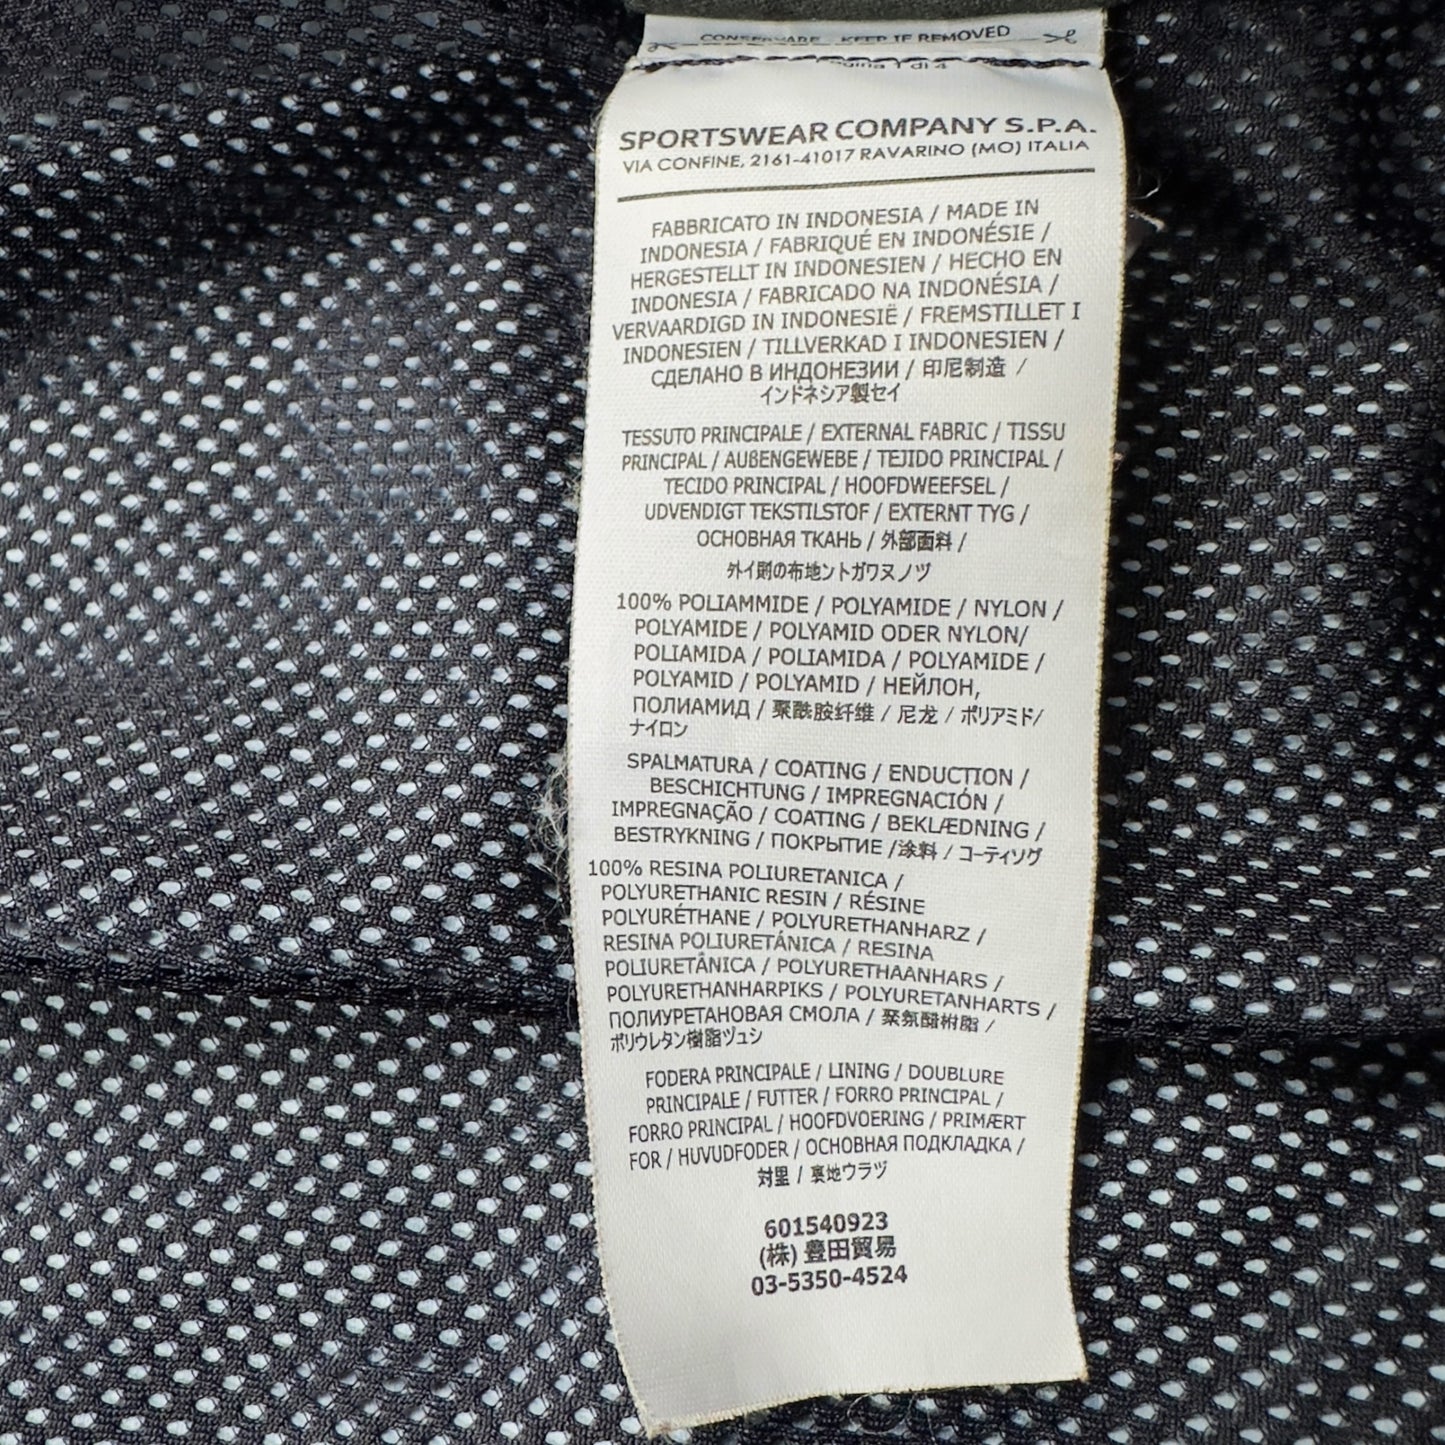 CONSERVARE - KEEP IF REMOVED
Pagina 1 di 4
SPORTSWEAR COMPANY S.P.A.
VIA CONFINE, 2161-41017 RAVARINO (MO) ITALIA
FABBRICATO IN INDONESIA / MADE IN
INDONESIA / FABRIQUÉ EN INDONÉSIE /
HERGESTELLT IN INDONESIEN / HECHO EN
INDONESIA / FABRICADO NA INDONÉSIA /
VERVAARDIGD IN INDONESIË / FREMSTILLET I
INDONESIEN / TILLVERKAD I INDONESIEN /
СДЕЛАНО В ИНДОНЕЗИИ / 印尼制造 /
インドネシア製セイ
TESSUTO PRINCIPALE / EXTERNAL FABRIC / TISSU
PRINCIPAL / AUßENGEWEBE / TEJIDO PRINCIPAL /
TECIDO PRINCIPAL / HOOFDWEEFSEL /
UDVENDIGT TEKSTILSTOF / EXTERNT TYG /
ОСНОВНАЯ ТКАНЬ / 外部面料 /
外イ則の布地ントガワヌノヅ
100% POLIAMMIDE / POLYAMIDE / NYLON /
POLYAMIDE / POLYAMID ODER NYLON/
POLIAMIDA / POLIAMIDA / POLYAMIDE /
POLYAMID / POLYAMID / НЕЙЛОН,
ПОЛИАМИД / 聚酰胺纤维 / 尼龙 / ポリアミド/
ナイロン
SPALMATURA / COATING / ENDUCTION /
BESCHICHTUNG / IMPREGNACIÓN /
IMPREGNAÇÃO / COATING / BEKLÆDNING /
BESTRYKNING / ПОКРЫТИЕ /涂料 / コーティソグ
100% RESINA POLIURETANICA /
POLYURETHANIC RESIN / RÉSINE
POLYURÉTHANE / POLYURETHANHARZ /
RESINA POLIURETÁNICA / RESINA
POLIURETÂNICA / POLYURETHAANHARS /
POLYURETHANHARPIKS / POLYURETANHARTS /
ПОЛИУРЕТАНОВАЯ СМОЛА / 聚氨酯树脂 /
ポリウレタン樹脂ヅュシ
FODERA PRINCIPALE / LINING / DOUBLURE
PRINCIPALE / FUTTER / FORRO PRINCIPAL /
FORRO PRINCIPAL / HOOFDVOERING / PRIMÆRT
FOR / HUVUDFODER / ОСНОВНАЯ ПОДКЛАДКА /
对里 / 裏地ウラヅ
601540923
(株) 豊田貿易
03-5350-4524